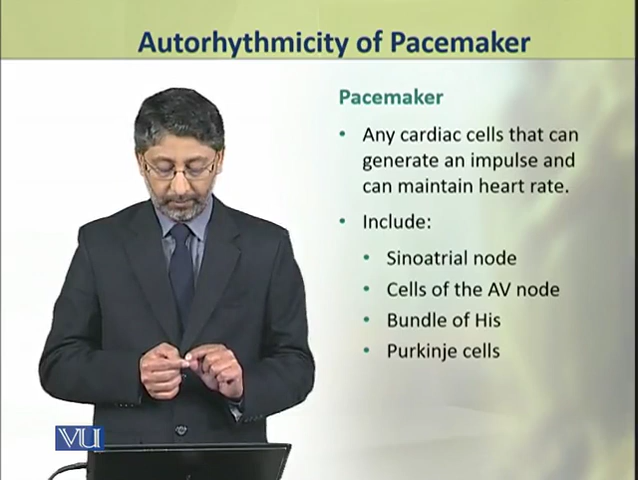 Autorhythmicity of Pacemaker
Pacemaker
• Any cardiac cells that can
generate an impulse and
can maintain heart rate.
• Include:
• Sinoatrial node
• Cells of the AV node
• Bundle of His
• Purkinje cells
VU